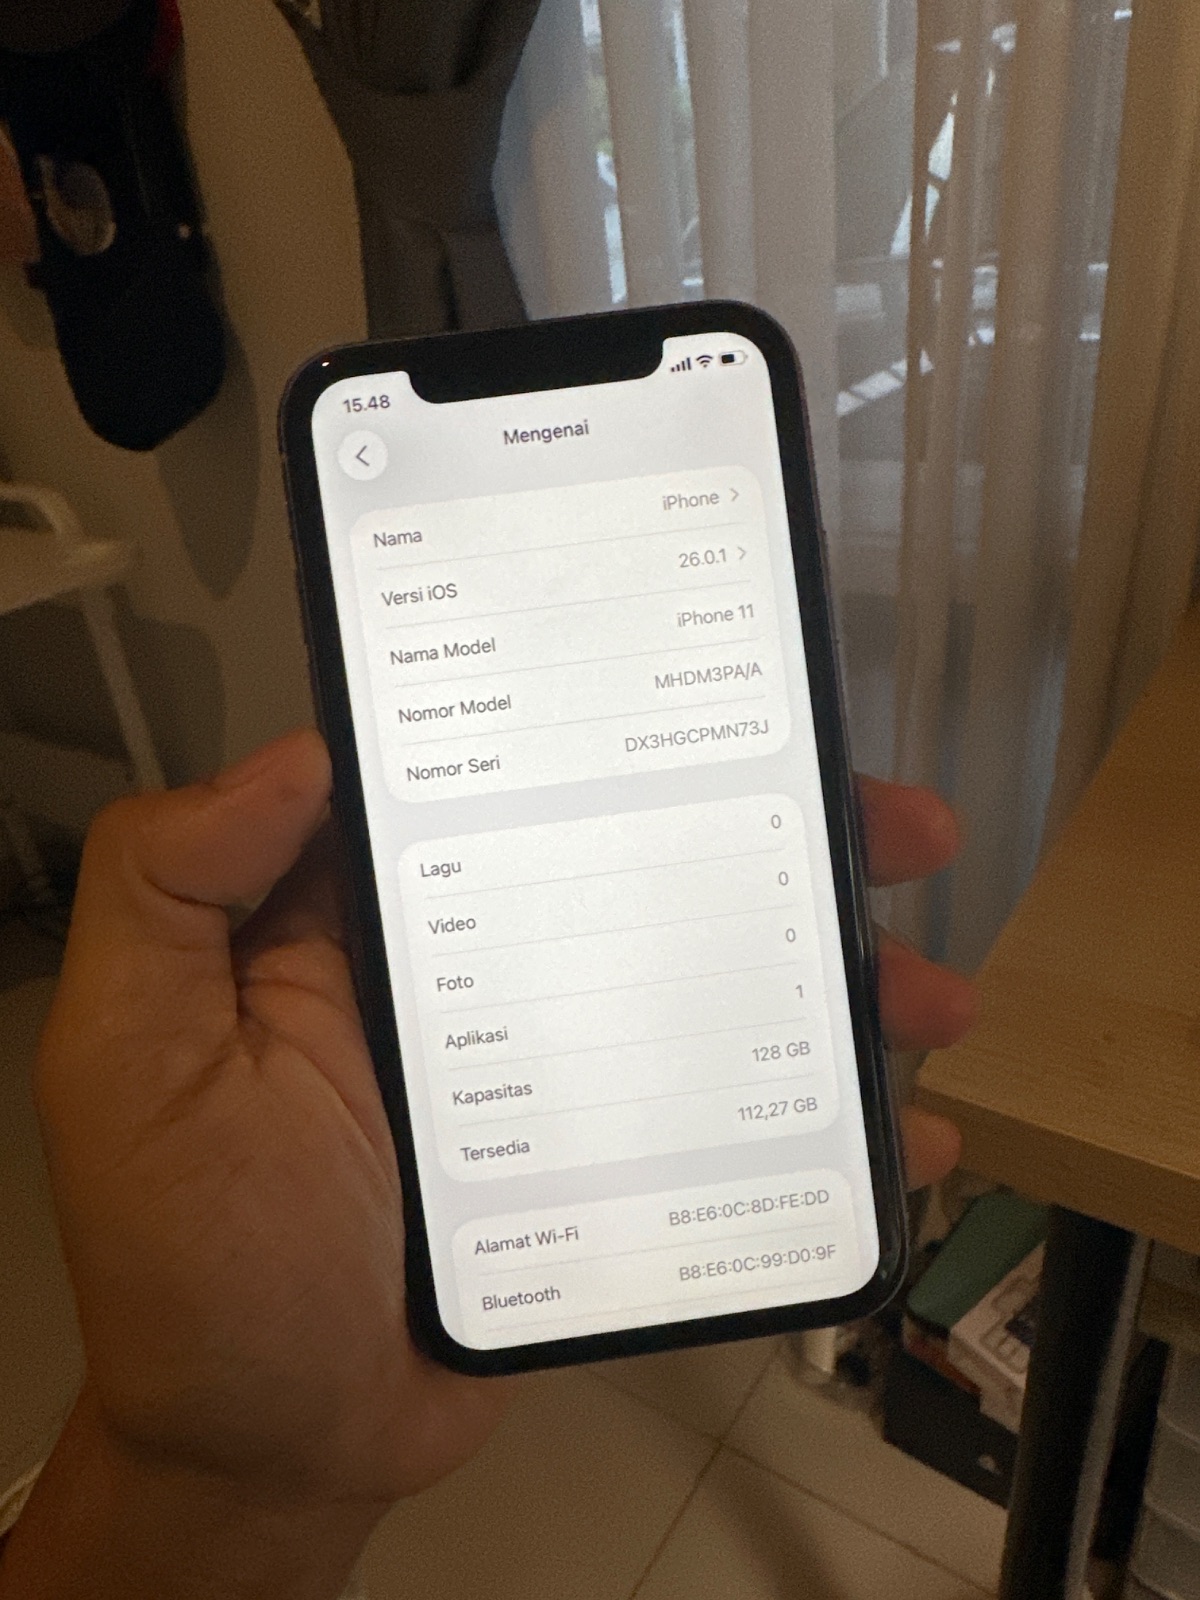 15.48
Mengenai
Nama iPhone
Versi iOS 26.0.1
Nama Model iPhone 11
Nomor Model MHDM3PA/A
Nomor Seri DX3HGCPMN73J
Lagu 0
Video 0
Foto 0
Aplikasi 1
Kapasitas 128 GB
Tersedia 112,27 GB
Alamat Wi-Fi B8:E6:0C:8D:FE:DD
Bluetooth B8:E6:0C:99:D0:9F